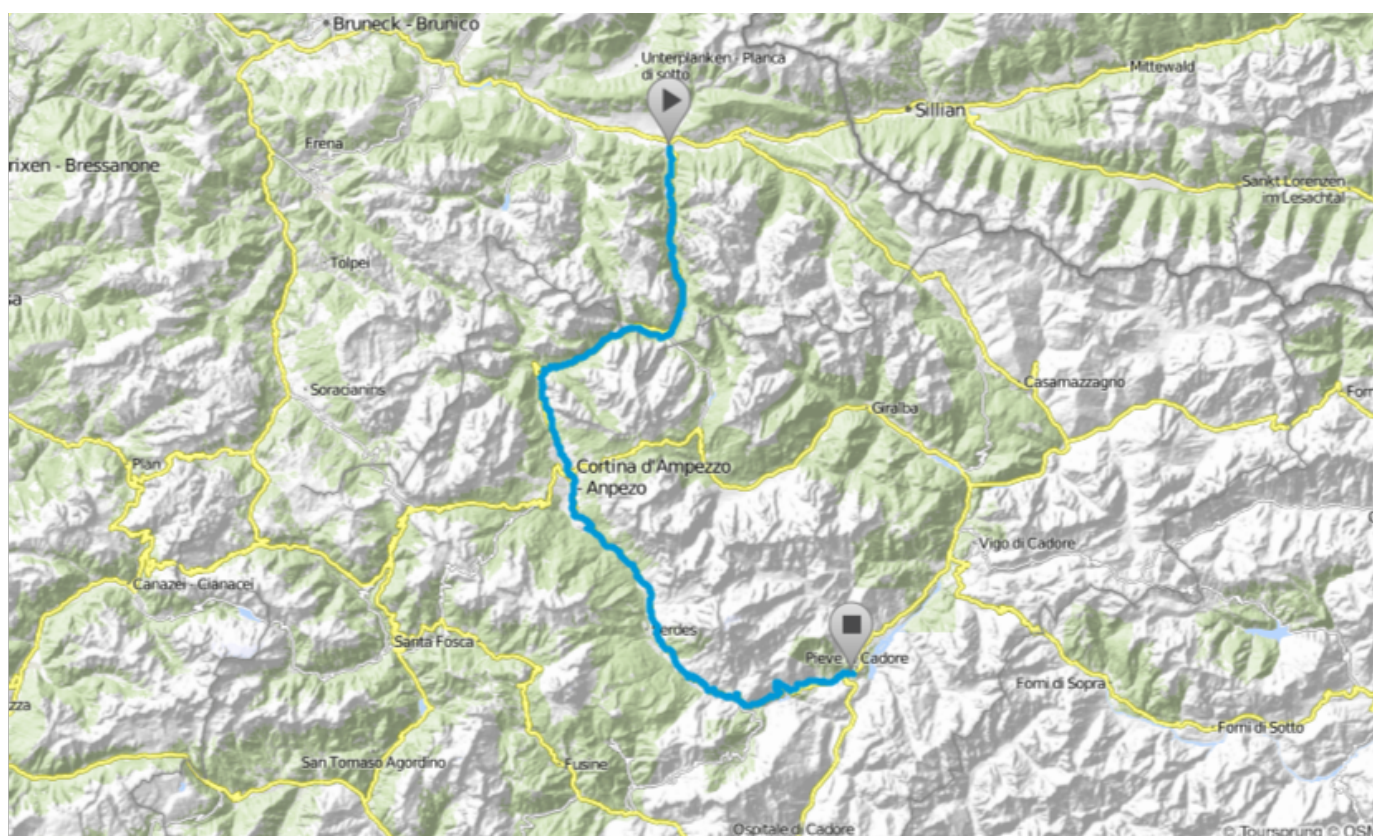 Bruneck - Brunico
Unterplanken - Planca
di sotto
Mittewald
Sillian
Frena
rixen - Bressanone
Sankt Lorenzen
im Lesachtal
Tolpei
Soracianins
Casamazzagno
Giralba
Plan
Cortina d'Ampezzo
- Anpezo
Vigo di Cadore
Canazei - Cianacei
Santa Fosca
Pieve Cadore
Forni di Sopra
Forni di Sotto
San Tomaso Agordino
Fusine
Ospitale di Cadore
© Toursprung © OSM